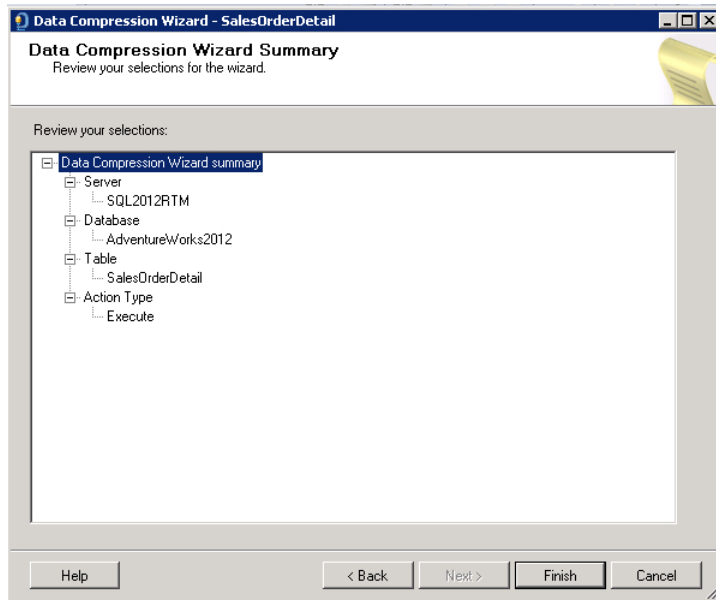 Data Compression Wizard - SalesOrderDetail
Data Compression Wizard Summary
Review your selections for the wizard.
Review your selections:
Data Compression Wizard summary
Server
SQL2012RTM
Database
AdventureWorks2012
Table
SalesOrderDetail
Action Type
Execute
Help
< Back
Next >
Finish
Cancel